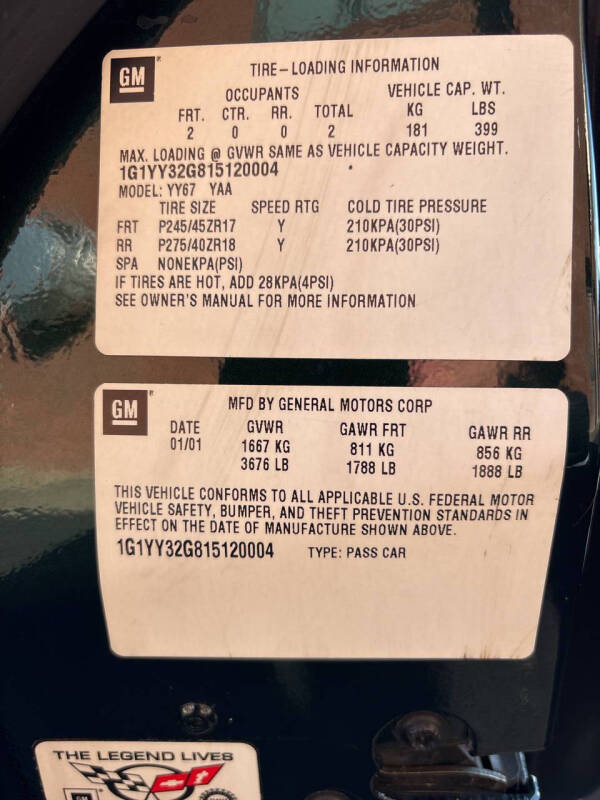 GM
TIRE-LOADING INFORMATION
OCCUPANTS VEHICLE CAP. WT.
FRT. CTR. RR. TOTAL KG LBS
2 0 0 2 181 399
MAX. LOADING @ GVWR SAME AS VEHICLE CAPACITY WEIGHT.
1G1YY32G815120004
MODEL: YY67 YAA
TIRE SIZE SPEED RTG COLD TIRE PRESSURE
FRT P245/45ZR17 Y 210KPA(30PSI)
RR P275/40ZR18 Y 210KPA(30PSI)
SPA NONEKPA(PSI)
IF TIRES ARE HOT, ADD 28KPA(4PSI)
SEE OWNER'S MANUAL FOR MORE INFORMATION
GM
MFD BY GENERAL MOTORS CORP
DATE GVWR GAWR FRT GAWR RR
01/01 1667 KG 811 KG 856 KG
3676 LB 1788 LB 1888 LB
THIS VEHICLE CONFORMS TO ALL APPLICABLE U.S. FEDERAL MOTOR
VEHICLE SAFETY, BUMPER, AND THEFT PREVENTION STANDARDS IN
EFFECT ON THE DATE OF MANUFACTURE SHOWN ABOVE.
1G1YY32G815120004 TYPE: PASS CAR
THE LEGEND LIVES
GM